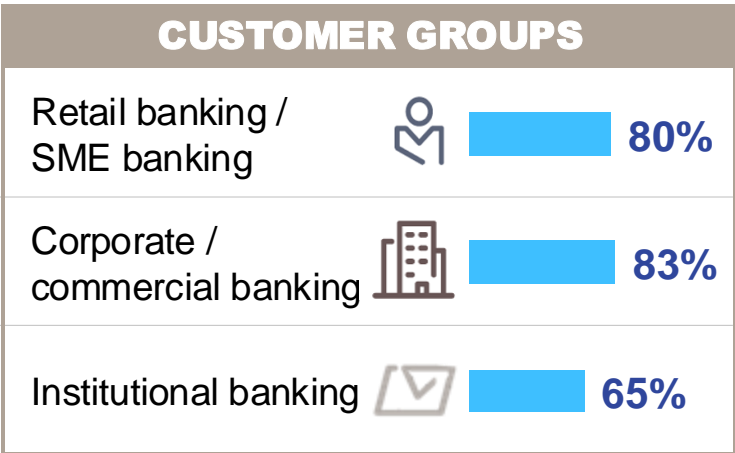 CUSTOMER GROUPS
Retail banking /
SME banking
80%
Corporate /
commercial banking
83%
Institutional banking
65%